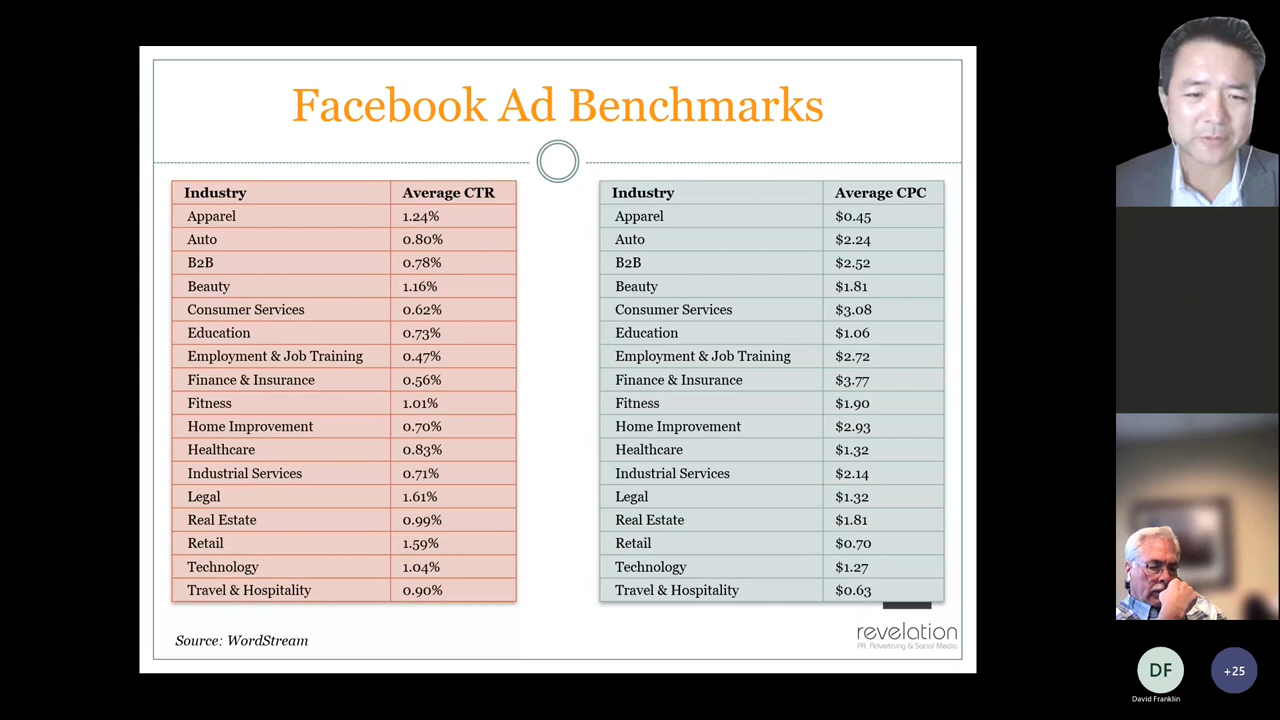 Facebook Ad Benchmarks
Industry Average CTR
Apparel 1.24%
Auto 0.80%
B2B 0.78%
Beauty 1.16%
Consumer Services 0.62%
Education 0.73%
Employment & Job Training 0.47%
Finance & Insurance 0.56%
Fitness 1.01%
Home Improvement 0.70%
Healthcare 0.83%
Industrial Services 0.71%
Legal 1.61%
Real Estate 0.99%
Retail 1.59%
Technology 1.04%
Travel & Hospitality 0.90%
Industry Average CPC
Apparel $0.45
Auto $2.24
B2B $2.52
Beauty $1.81
Consumer Services $3.08
Education $1.06
Employment & Job Training $2.72
Finance & Insurance $3.77
Fitness $1.90
Home Improvement $2.93
Healthcare $1.32
Industrial Services $2.14
Legal $1.32
Real Estate $1.81
Retail $0.70
Technology $1.27
Travel & Hospitality $0.63
Source: WordStream
revelation
PR, Advertising & Social Media
DF
David Franklin
+25